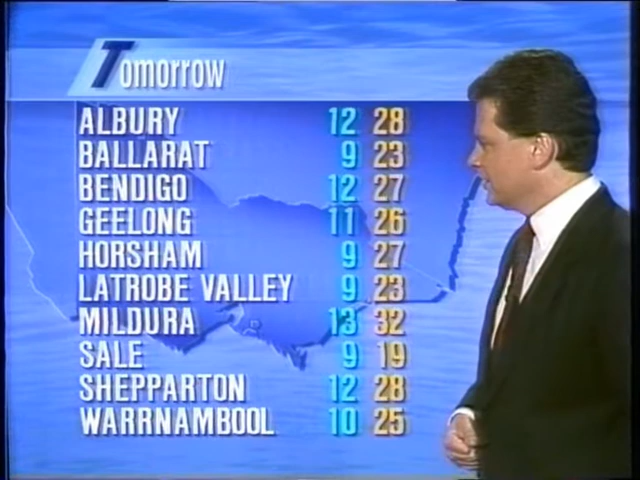 Tomorrow
ALBURY 12 28
BALLARAT 9 23
BENDIGO 12 27
GEELONG 11 26
HORSHAM 9 27
LATROBE VALLEY 9 23
MILDURA 13 32
SALE 9 19
SHEPPARTON 12 28
WARRNAMBOOL 10 25